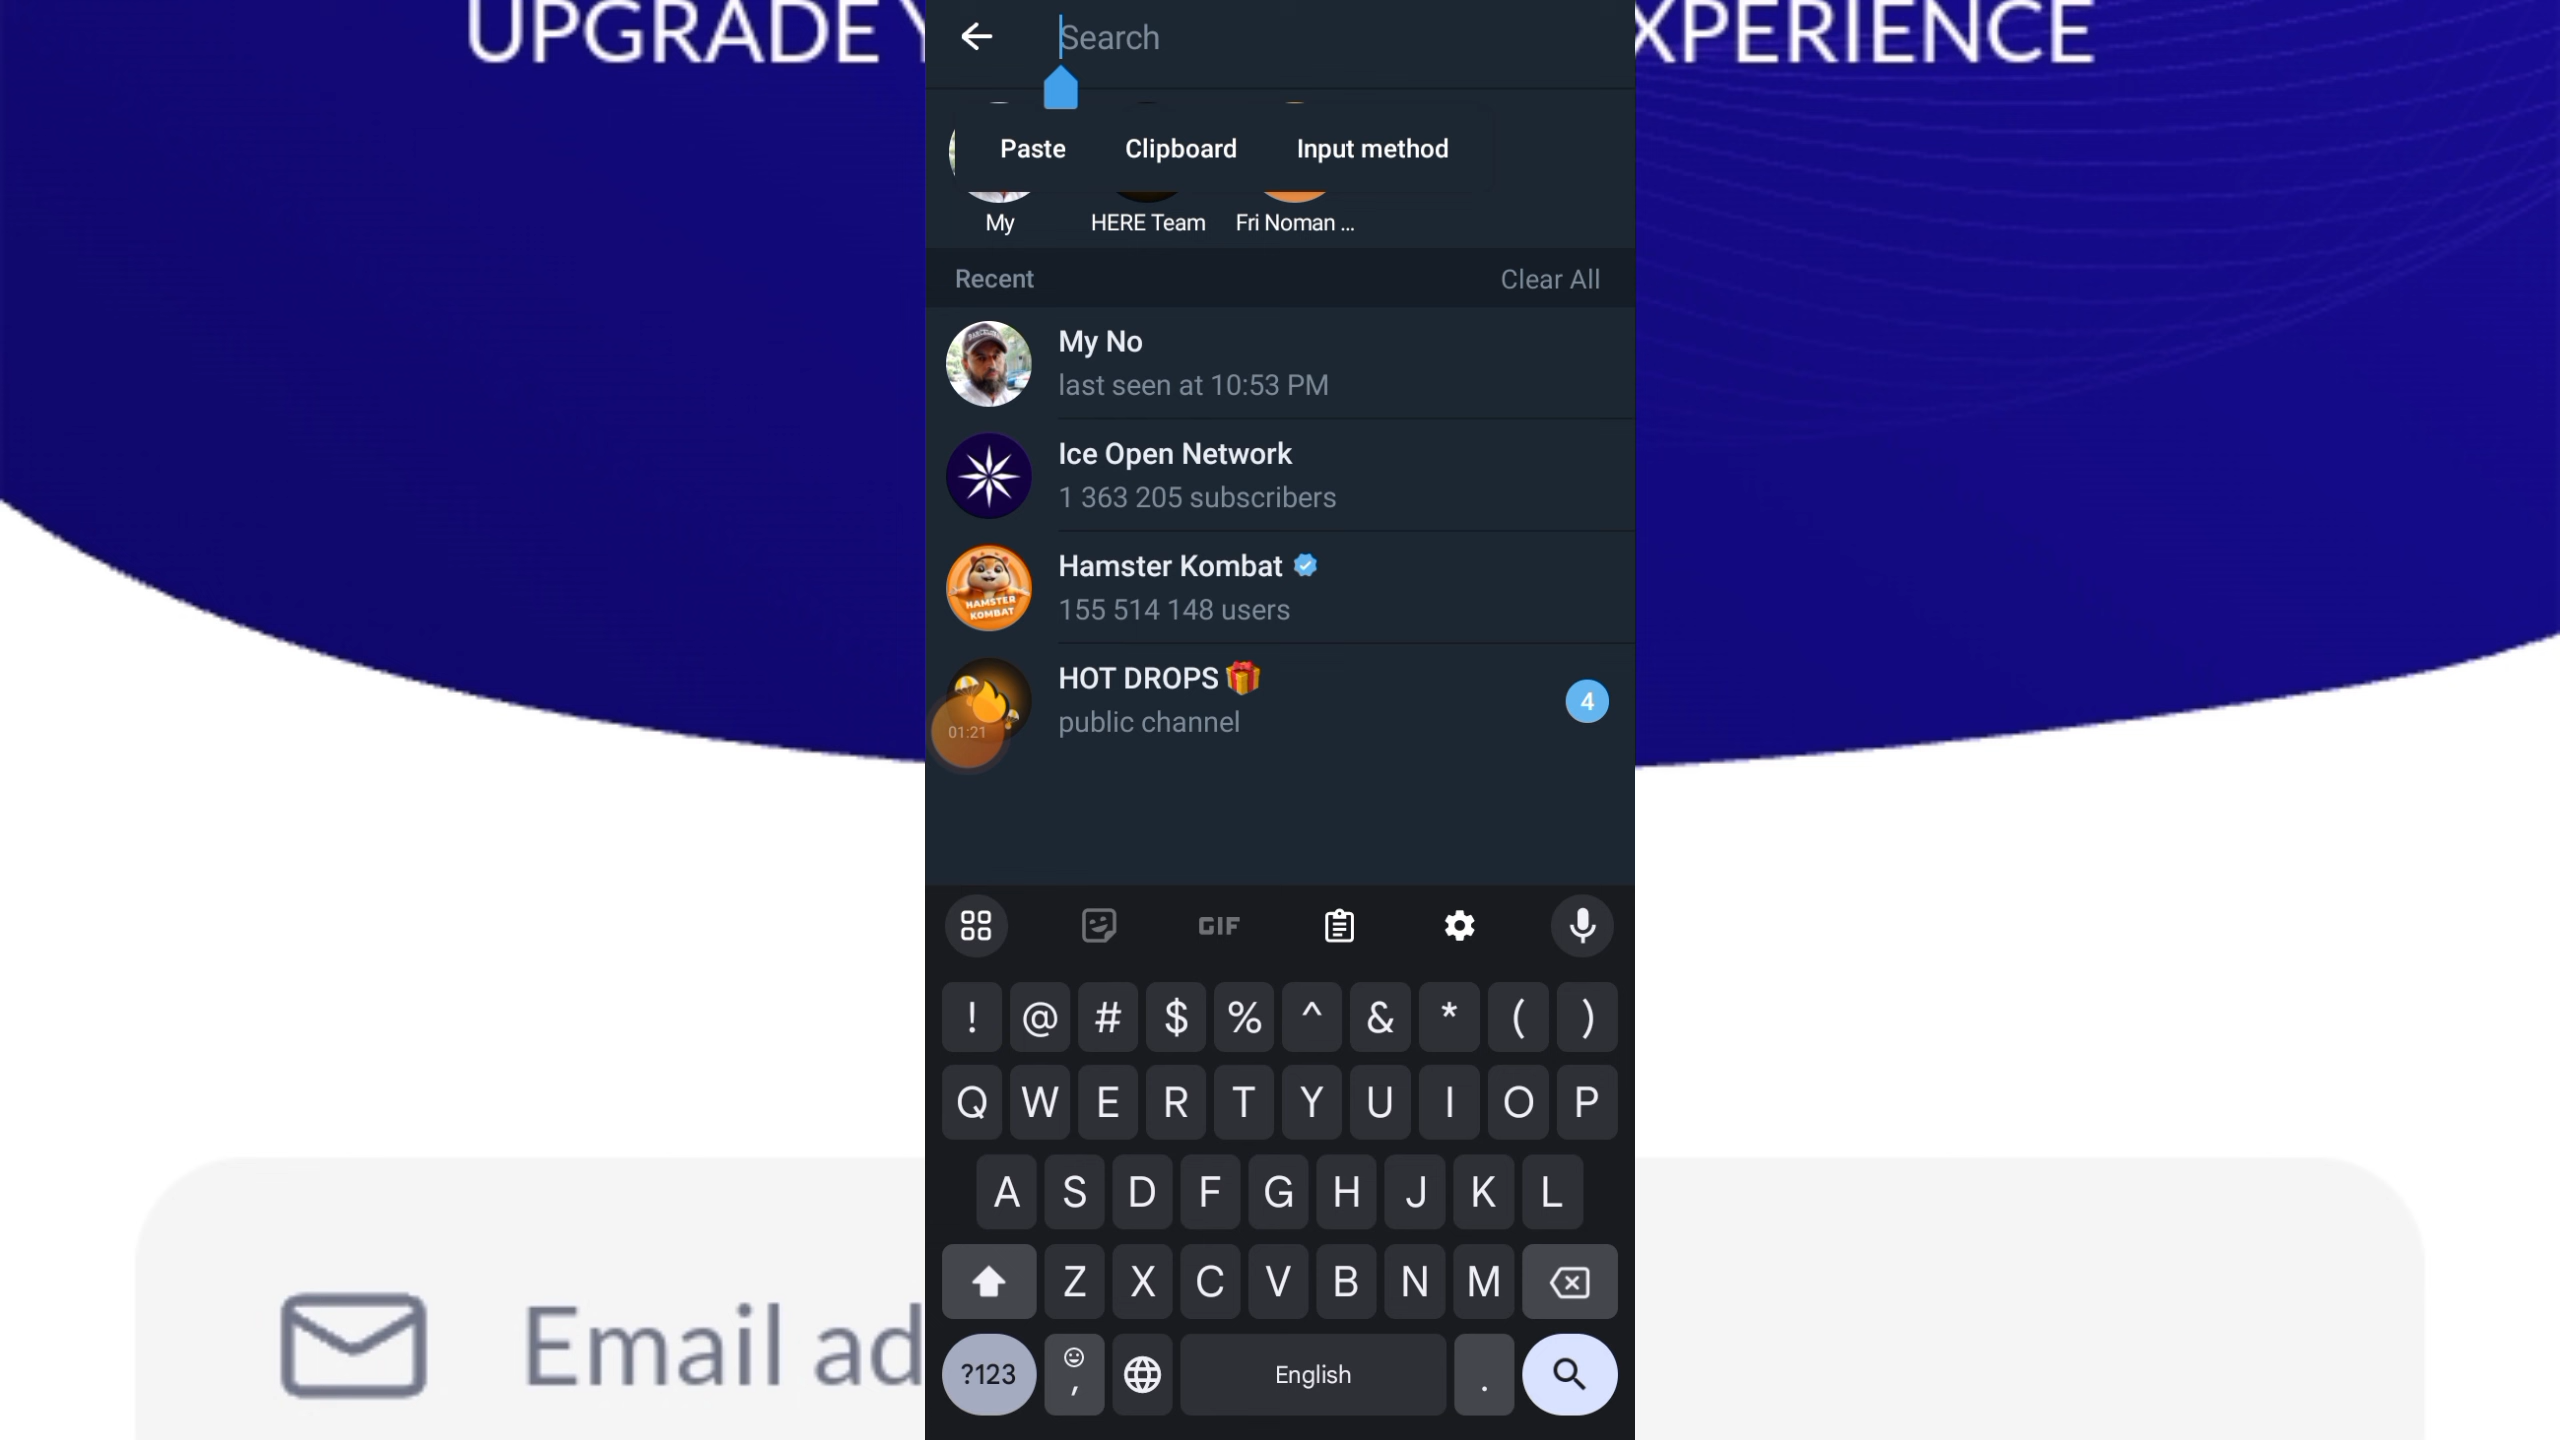 UPGRADE
XPERIENCE
Search
Paste
Clipboard
Input method
My
HERE Team
Fri Noman ...
Recent
Clear All
My No
last seen at 10:53 PM
Ice Open Network
1 363 205 subscribers
HAMSTER
KOMBAT
Hamster Kombat
155 514 148 users
HOT DROPS🎁
public channel
4
01:21
GIF
! @ # $ % ^ & * ( )
Q W E R T Y U I O P
A S D F G H J K L
Z X C V B N M
?123 , English .
Email ad